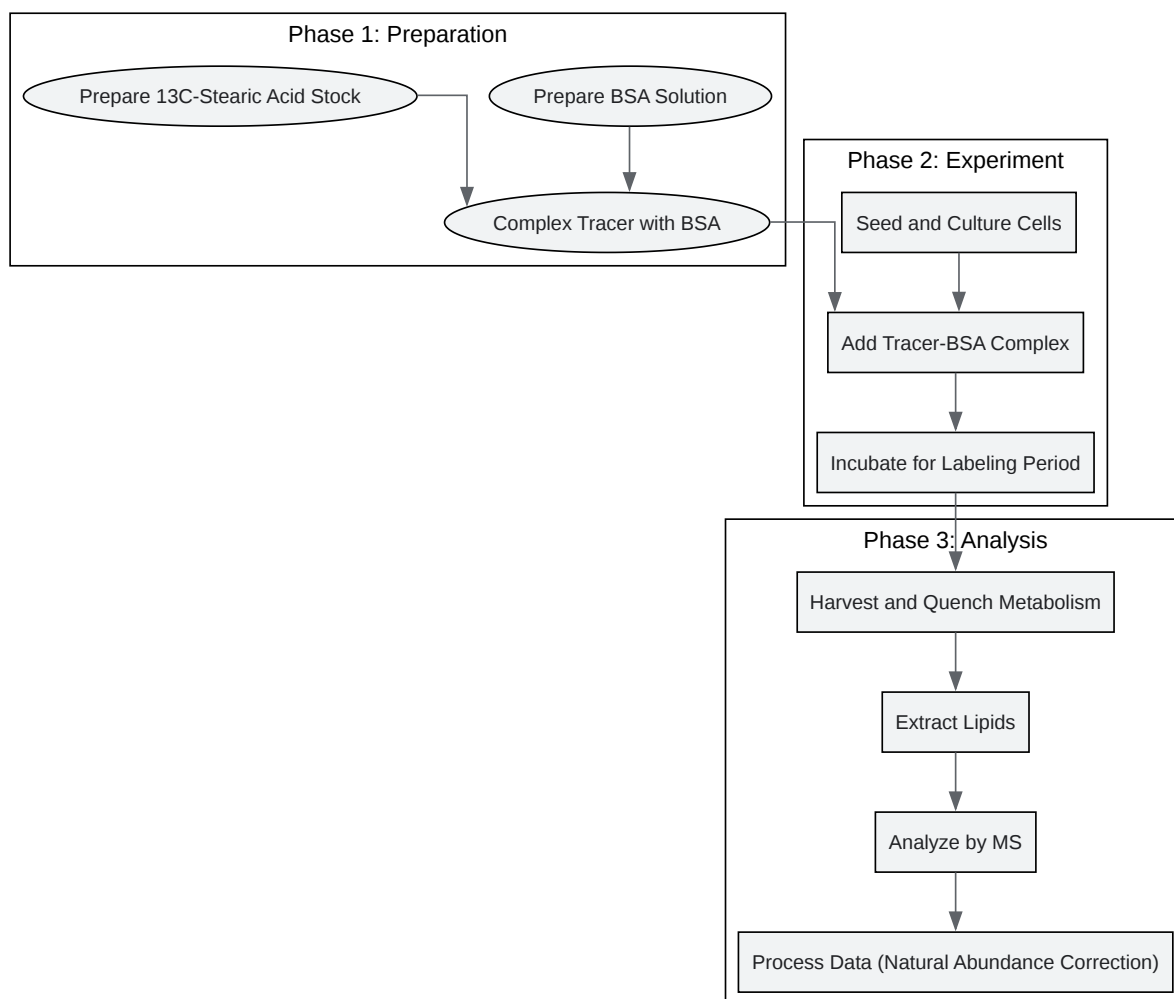 Phase 1: Preparation
Prepare 13C-Stearic Acid Stock
Prepare BSA Solution
Complex Tracer with BSA
Phase 2: Experiment
Seed and Culture Cells
Add Tracer-BSA Complex
Incubate for Labeling Period
Phase 3: Analysis
Harvest and Quench Metabolism
Extract Lipids
Analyze by MS
Process Data (Natural Abundance Correction)